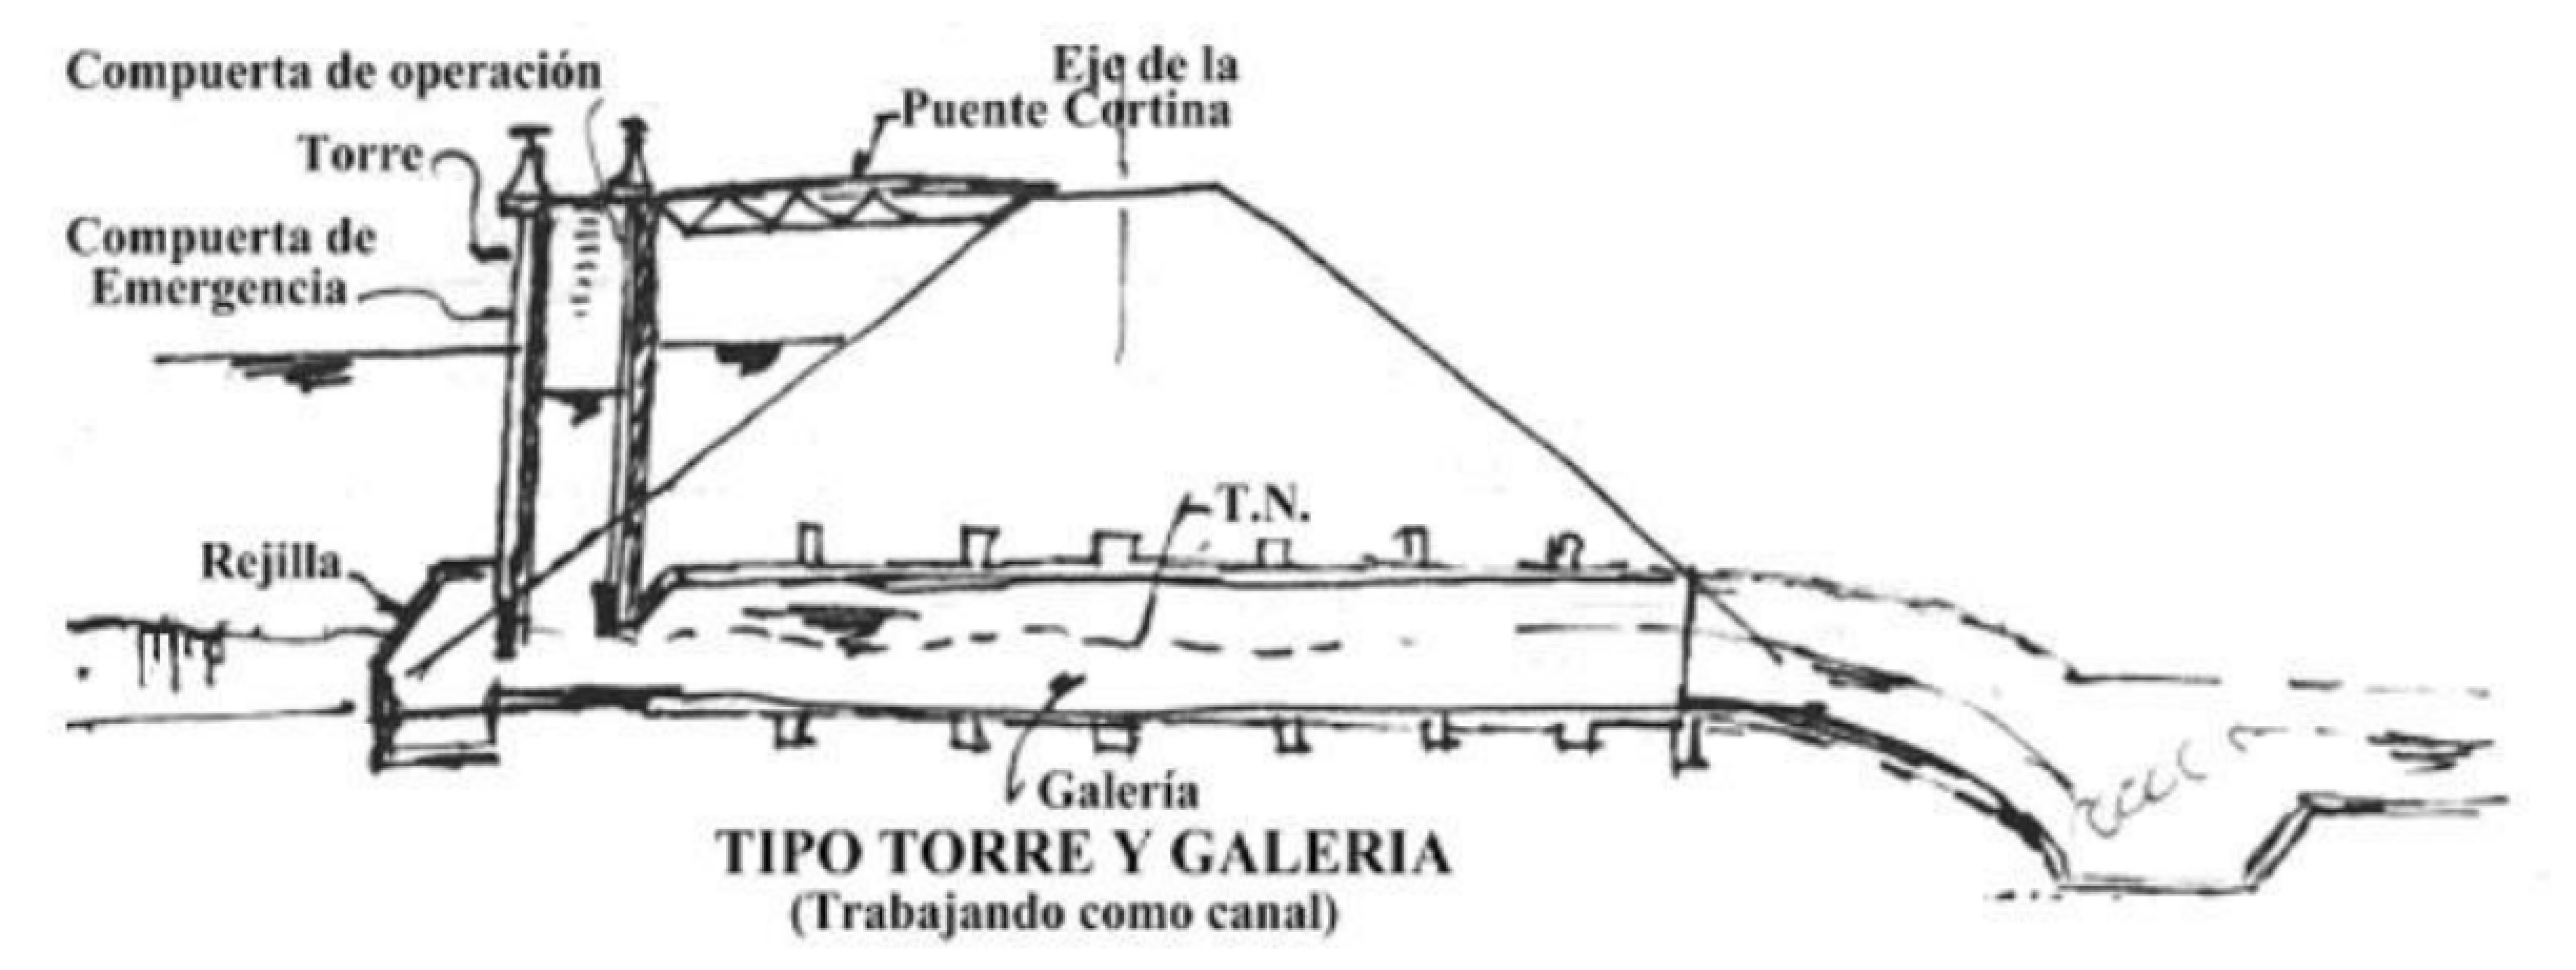 Compuerta de operación
Eje de la
Puente Cortina
Torre
Compuerta de
Emergencia
T.N.
Rejilla
Galería
TIPO TORRE Y GALERIA
(Trabajando como canal)